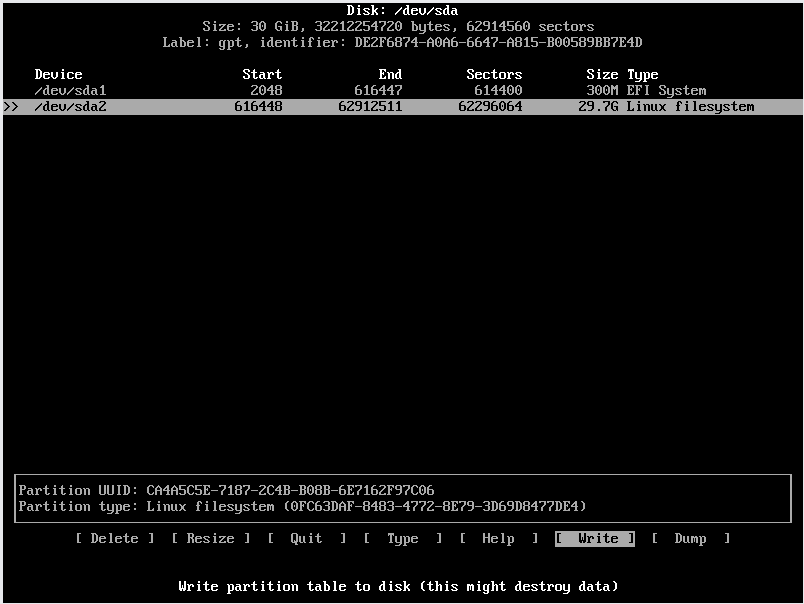 Disk: /dev/sda
Size: 30 GiB, 32212254720 bytes, 62914560 sectors
Label: gpt, identifier: DE2F6874-A0A6-6647-A815-B00589BB7E4D
Device Start End Sectors Size Type
/dev/sda1 2048 616447 614400 300M EFI System
>> /dev/sda2 616448 62912511 62296064 29.7G Linux filesystem
Partition UUID: CA4A5C5E-7187-2C4B-B08B-6E7162F97C06
Partition type: Linux filesystem (0FC63DAF-8483-4772-8E79-3D69D8477DE4)
[ Delete ] [ Resize ] [ Quit ] [ Type ] [ Help ] [ Write ] [ Dump ]
Write partition table to disk (this might destroy data)